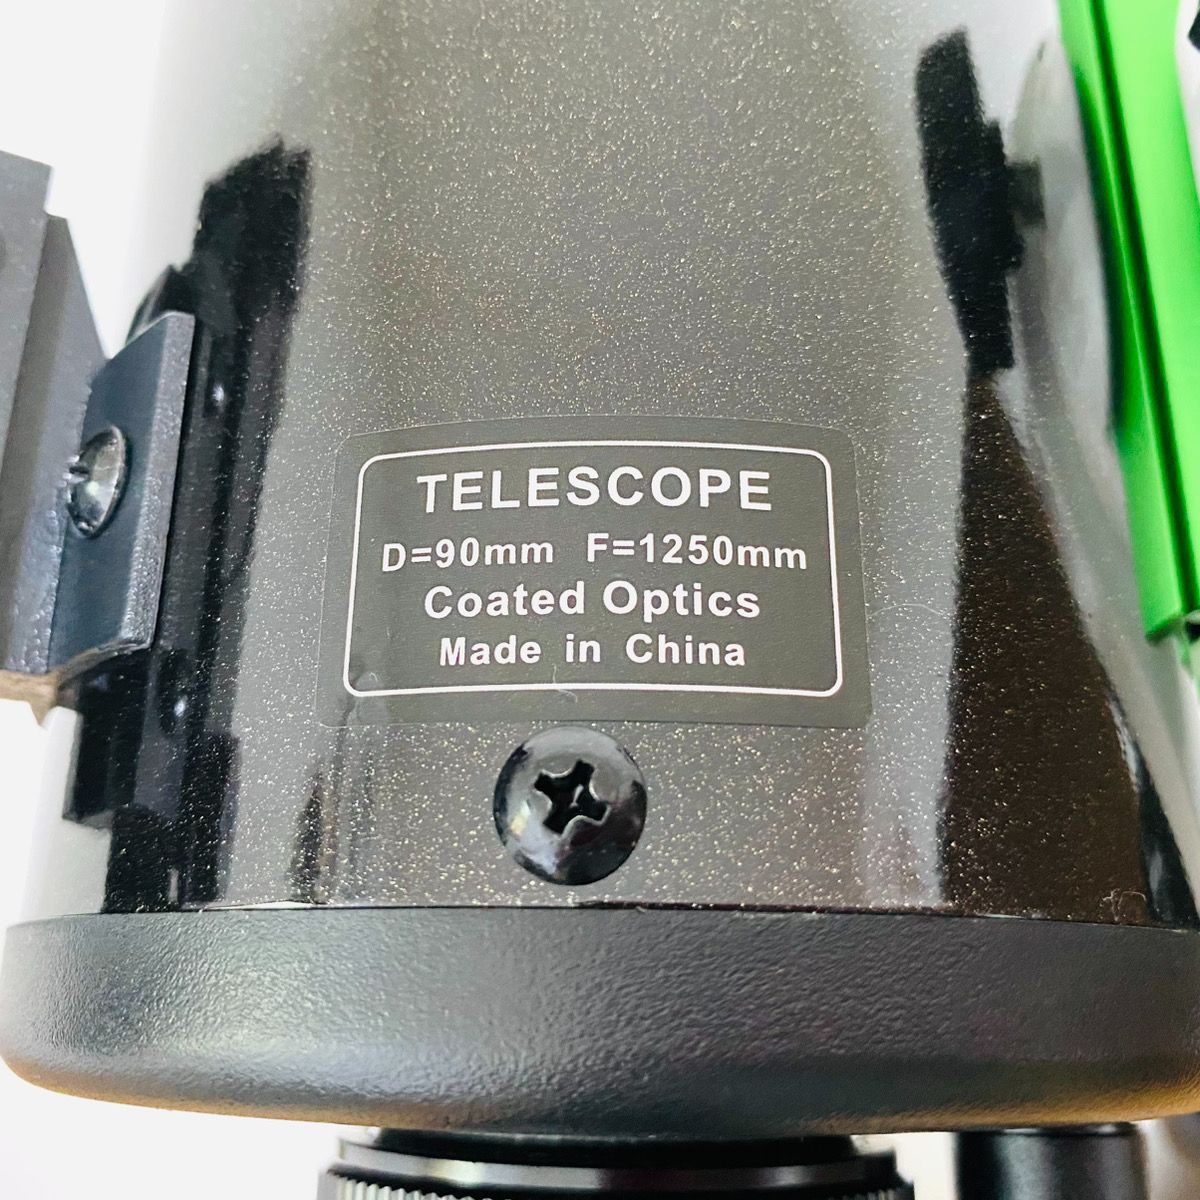 TELESCOPE
D=90mm F=1250mm
Coated Optics
Made in China